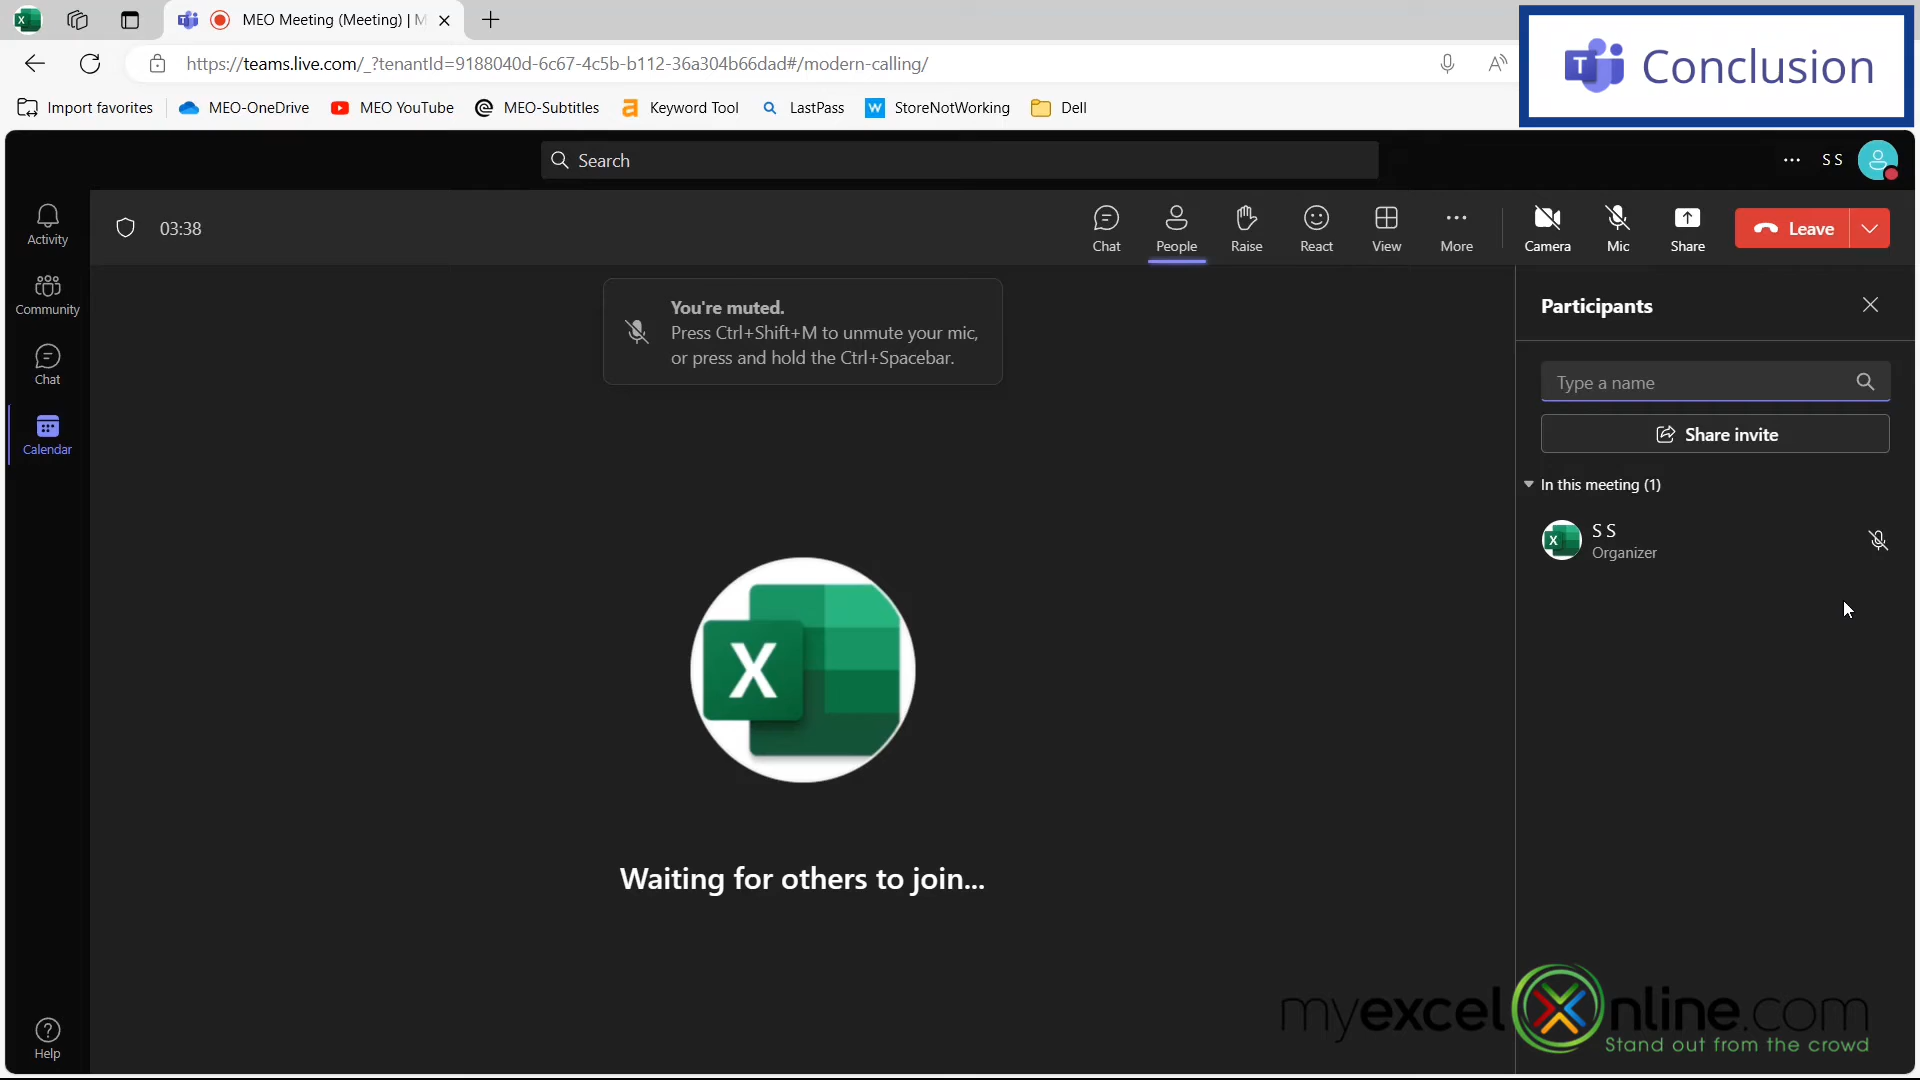 MEO Meeting (Meeting) | M
https://teams.live.com/_?tenantId=9188040d-6c67-4c5b-b112-36a304b66dad#/modern-calling/
T Conclusion
Import favorites MEO-OneDrive MEO YouTube MEO-Subtitles Keyword Tool LastPass StoreNotWorking Dell
Search
S S
Activity
Community
Chat
Calendar
Help
03:38
Chat People Raise React View More Camera Mic Share Leave
You're muted.
Press Ctrl+Shift+M to unmute your mic,
or press and hold the Ctrl+Spacebar.
Participants
Type a name
Share invite
In this meeting (1)
X
S S
Organizer
X
Waiting for others to join...
myexcelonline.com
Stand out from the crowd